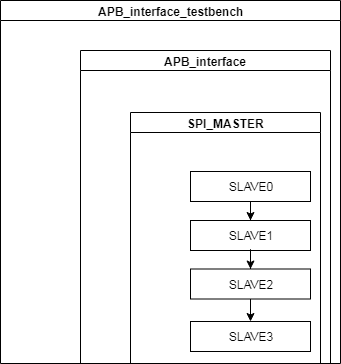 APB_interface_testbench
APB_interface
SPI_MASTER
SLAVE0
SLAVE1
SLAVE2
SLAVE3